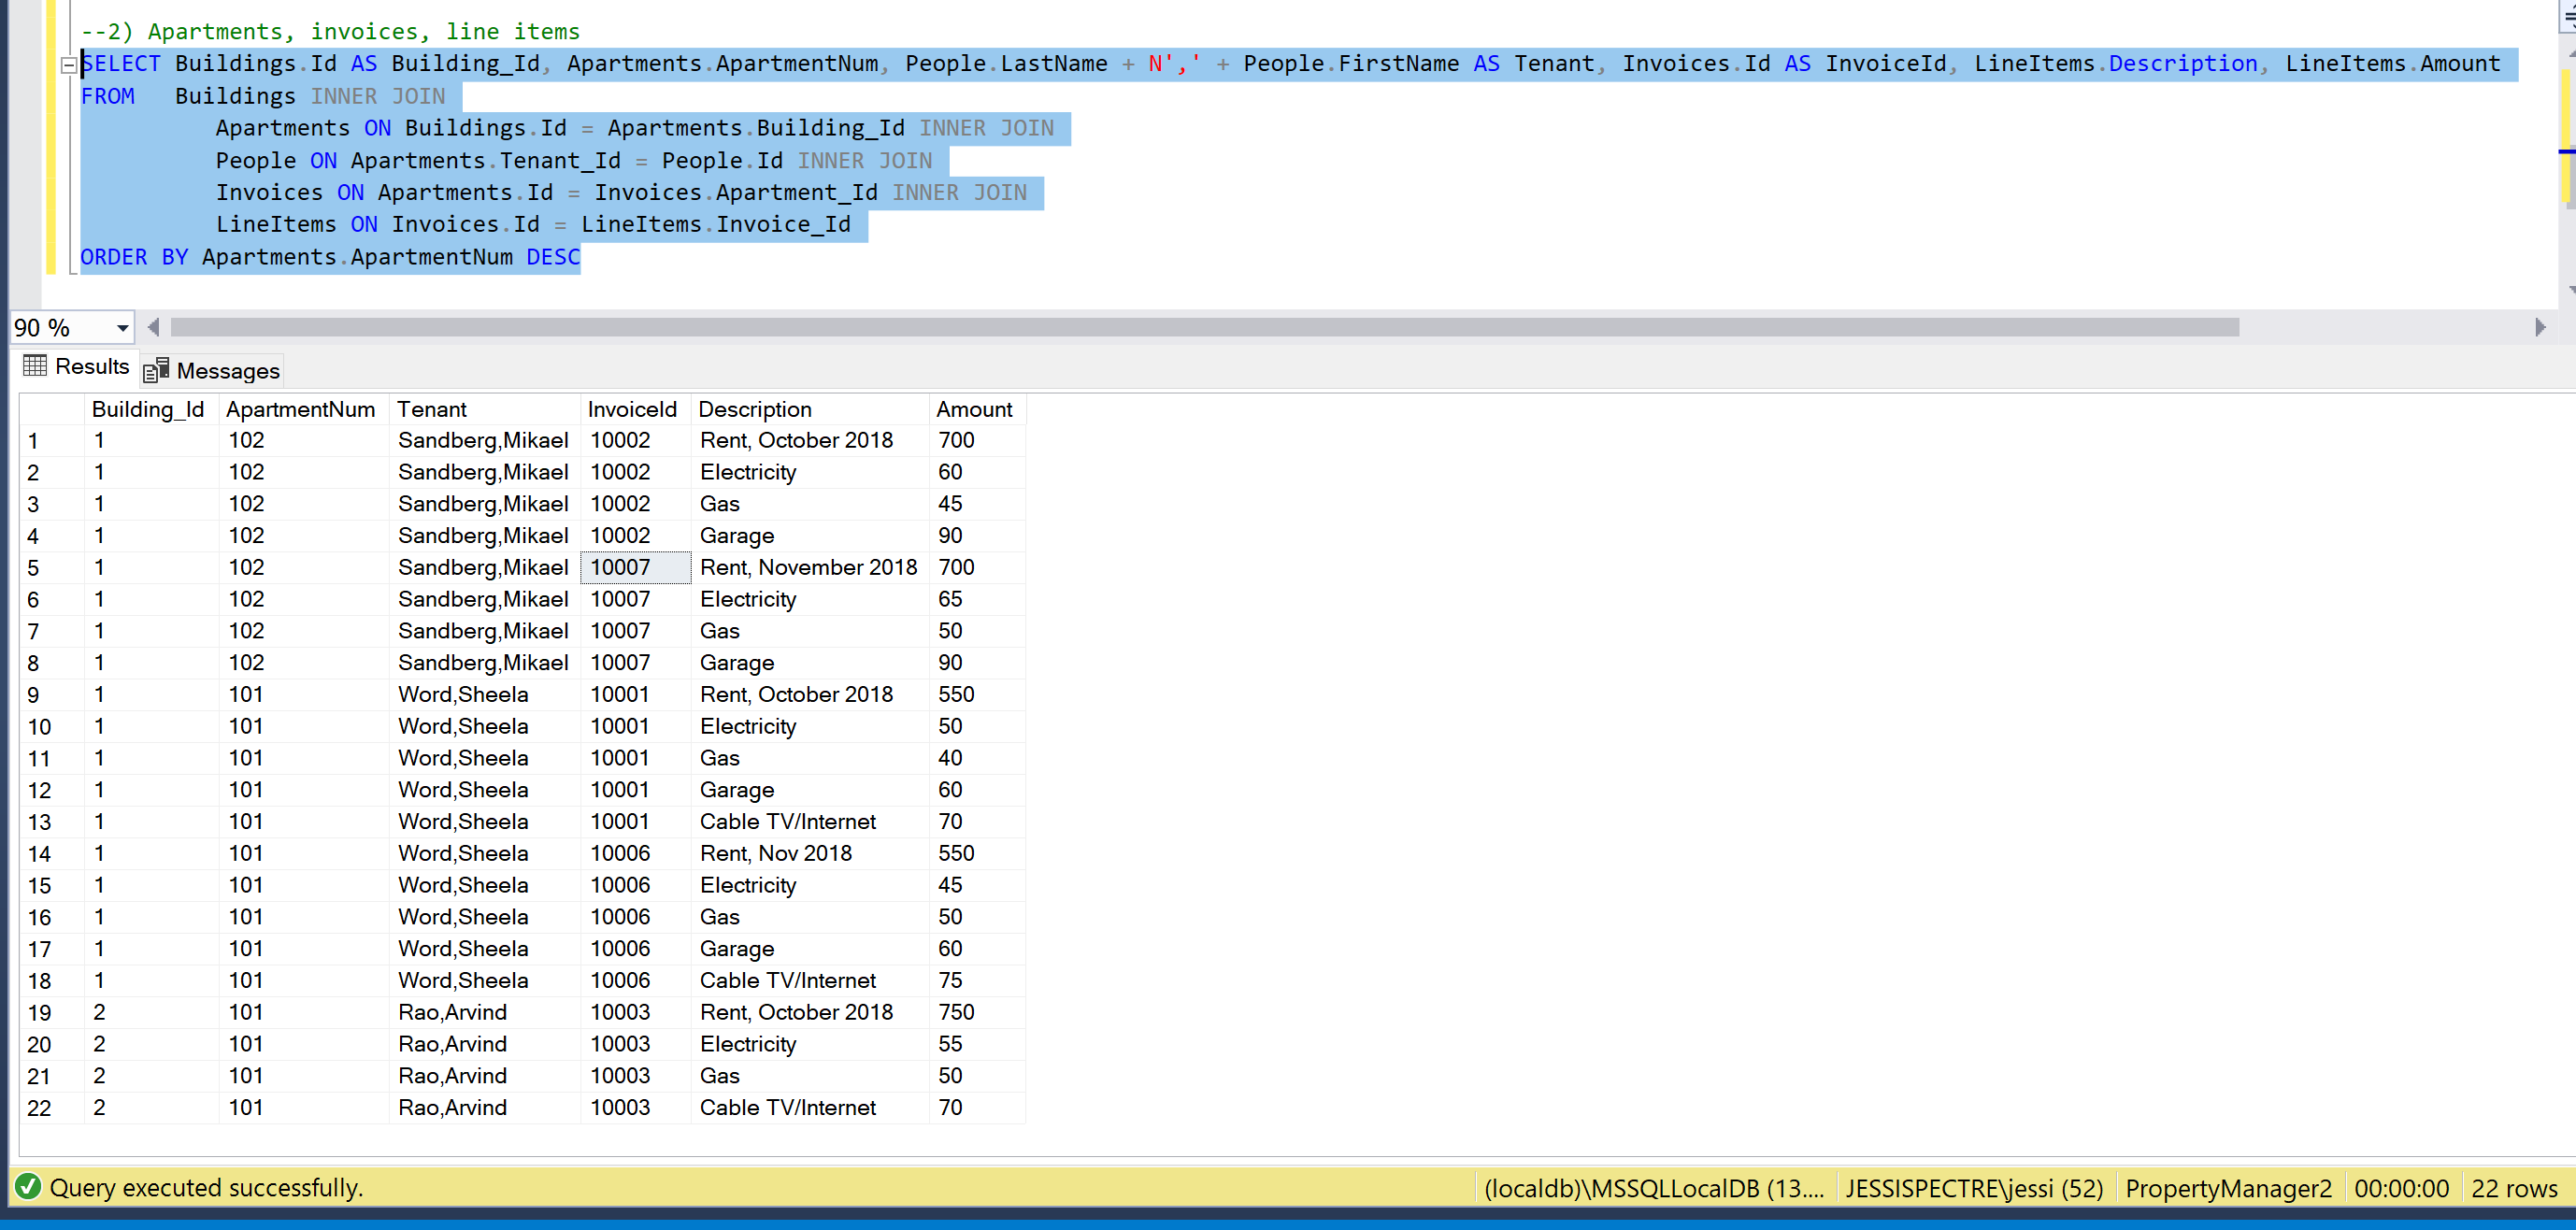 --2) Apartments, invoices, line items
SELECT Buildings.Id AS Building_Id, Apartments.ApartmentNum, People.LastName + N',' + People.FirstName AS Tenant, Invoices.Id AS InvoiceId, LineItems.Description, LineItems.Amount
FROM   Buildings INNER JOIN
Apartments ON Buildings.Id = Apartments.Building_Id INNER JOIN
People ON Apartments.Tenant_Id = People.Id INNER JOIN
Invoices ON Apartments.Id = Invoices.Apartment_Id INNER JOIN
LineItems ON Invoices.Id = LineItems.Invoice_Id
ORDER BY Apartments.ApartmentNum DESC
90 %
Results Messages
Building_Id ApartmentNum Tenant InvoiceId Description Amount
1 1 102 Sandberg,Mikael 10002 Rent, October 2018 700
2 1 102 Sandberg,Mikael 10002 Electricity 60
3 1 102 Sandberg,Mikael 10002 Gas 45
4 1 102 Sandberg,Mikael 10002 Garage 90
5 1 102 Sandberg,Mikael 10007 Rent, November 2018 700
6 1 102 Sandberg,Mikael 10007 Electricity 65
7 1 102 Sandberg,Mikael 10007 Gas 50
8 1 102 Sandberg,Mikael 10007 Garage 90
9 1 101 Word,Sheela 10001 Rent, October 2018 550
10 1 101 Word,Sheela 10001 Electricity 50
11 1 101 Word,Sheela 10001 Gas 40
12 1 101 Word,Sheela 10001 Garage 60
13 1 101 Word,Sheela 10001 Cable TV/Internet 70
14 1 101 Word,Sheela 10006 Rent, Nov 2018 550
15 1 101 Word,Sheela 10006 Electricity 45
16 1 101 Word,Sheela 10006 Gas 50
17 1 101 Word,Sheela 10006 Garage 60
18 1 101 Word,Sheela 10006 Cable TV/Internet 75
19 2 101 Rao,Arvind 10003 Rent, October 2018 750
20 2 101 Rao,Arvind 10003 Electricity 55
21 2 101 Rao,Arvind 10003 Gas 50
22 2 101 Rao,Arvind 10003 Cable TV/Internet 70
Query executed successfully. (localdb)\MSSQLLocalDB (13.... JESSISPECTRE\jessi (52) PropertyManager2 00:00:00 22 rows